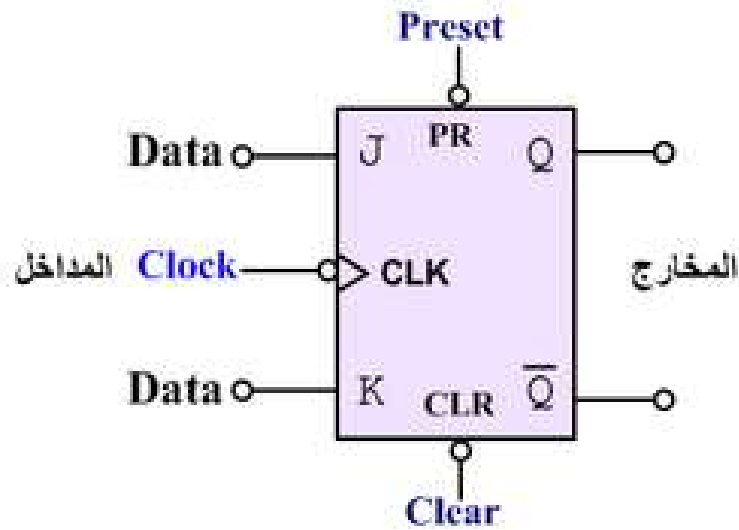 Preset
PR
Data J Q
المداخل Clock CLK المخارج
Data K Q̅
CLR
Clear